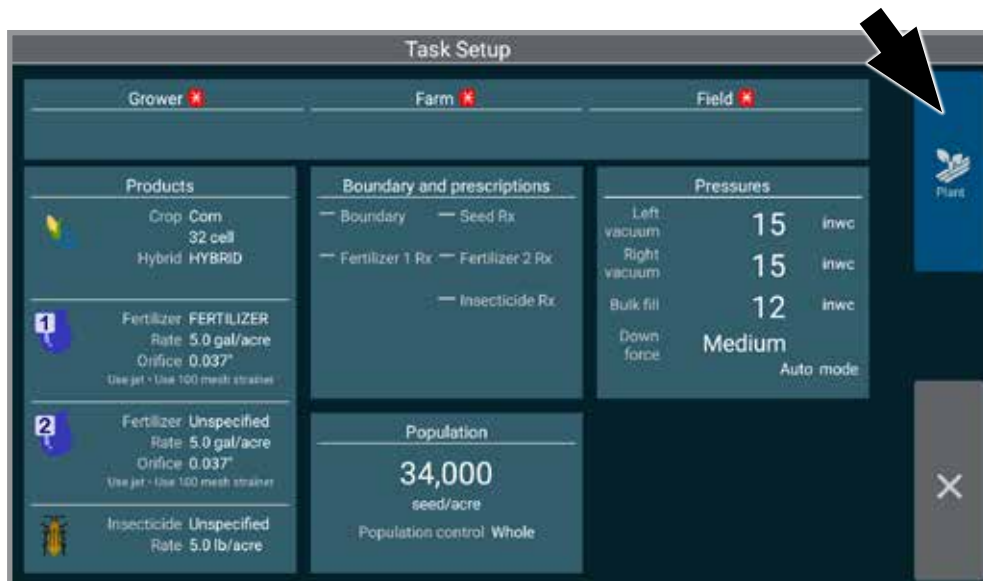 Task Setup
Grower
Farm
Field
Plant
Products
Crop Corn
32 cell
Hybrid HYBRID
1
Fertilizer FERTILIZER
Rate 5.0 gal/acre
Orifice 0.037"
Use jet - Use 100 mesh strainer
2
Fertilizer Unspecified
Rate 5.0 gal/acre
Orifice 0.037"
Use jet - Use 100 mesh strainer
Insecticide Unspecified
Rate 5.0 lb/acre
Boundary and prescriptions
— Boundary — Seed Rx
— Fertilizer 1 Rx — Fertilizer 2 Rx
— Insecticide Rx
Population
34,000
seed/acre
Population control Whole
Pressures
Left vacuum 15 inwc
Right vacuum 15 inwc
Bulk fill 12 inwc
Down force Medium
Auto mode